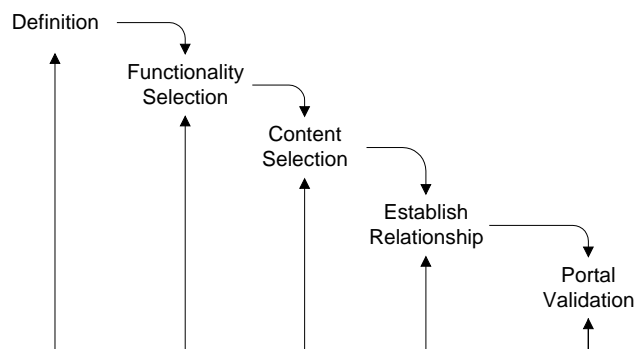 Definition
Functionality
Selection
Content
Selection
Establish
Relationship
Portal
Validation